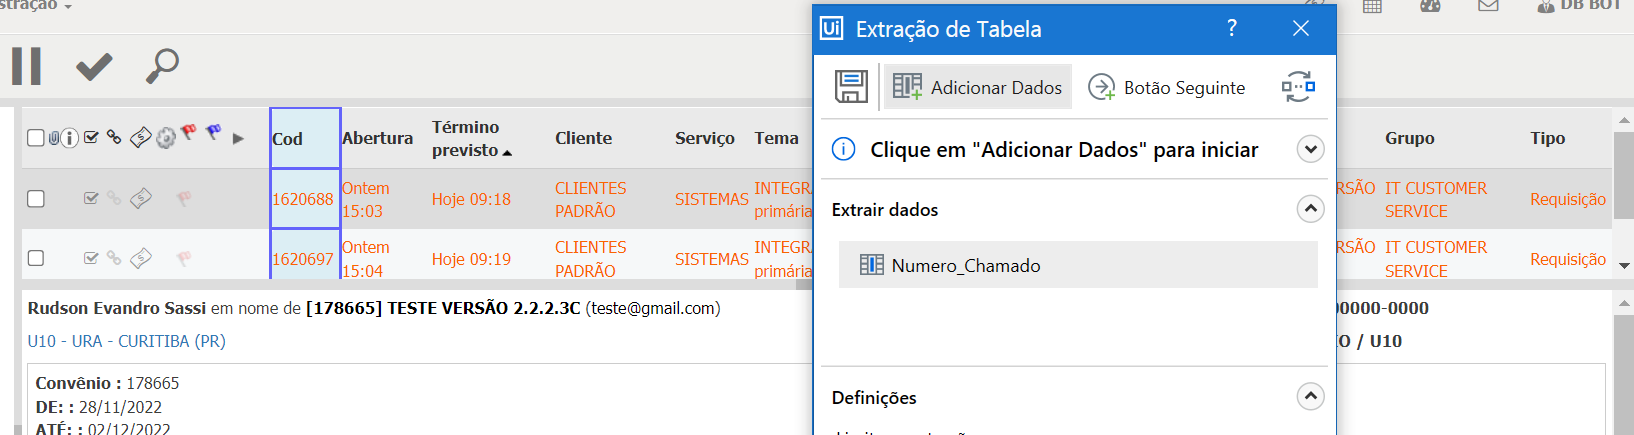 stração
DB BOT
Ui Extração de Tabela ? ×
Adicionar Dados Botão Seguinte
Clique em "Adicionar Dados" para iniciar
Extrair dados
Numero_Chamado
Definições
Cod Abertura Término previsto Cliente Serviço Tema Grupo Tipo
1620688 Ontem 15:03 Hoje 09:18 CLIENTES PADRÃO SISTEMAS INTEGRA primária RSÃO IT CUSTOMER SERVICE Requisição
1620697 Ontem 15:04 Hoje 09:19 CLIENTES PADRÃO SISTEMAS INTEGRA primária RSÃO IT CUSTOMER SERVICE Requisição
Rudson Evandro Sassi em nome de [178665] TESTE VERSÃO 2.2.2.3C (teste@gmail.com) 00000-0000
U10 - URA - CURITIBA (PR) O / U10
Convênio : 178665
DE: : 28/11/2022
ATÉ: : 02/12/2022